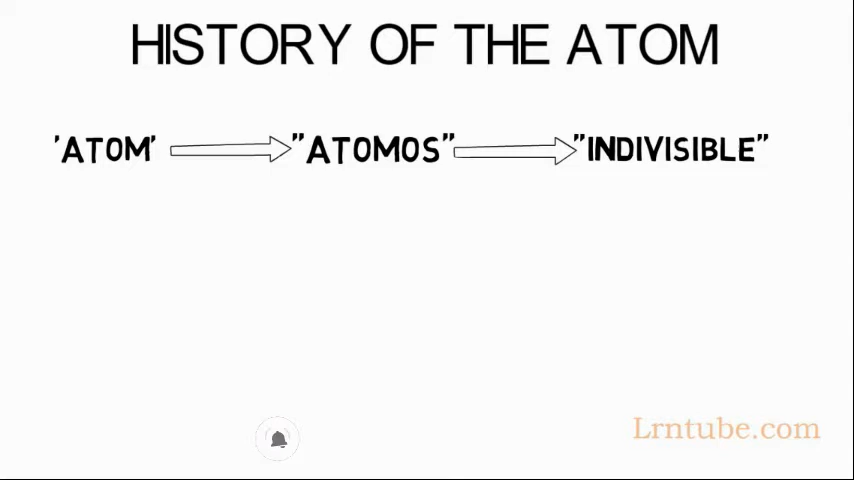 HISTORY OF THE ATOM
'ATOM' "ATOMOS" "INDIVISIBLE"
Lrntube.com